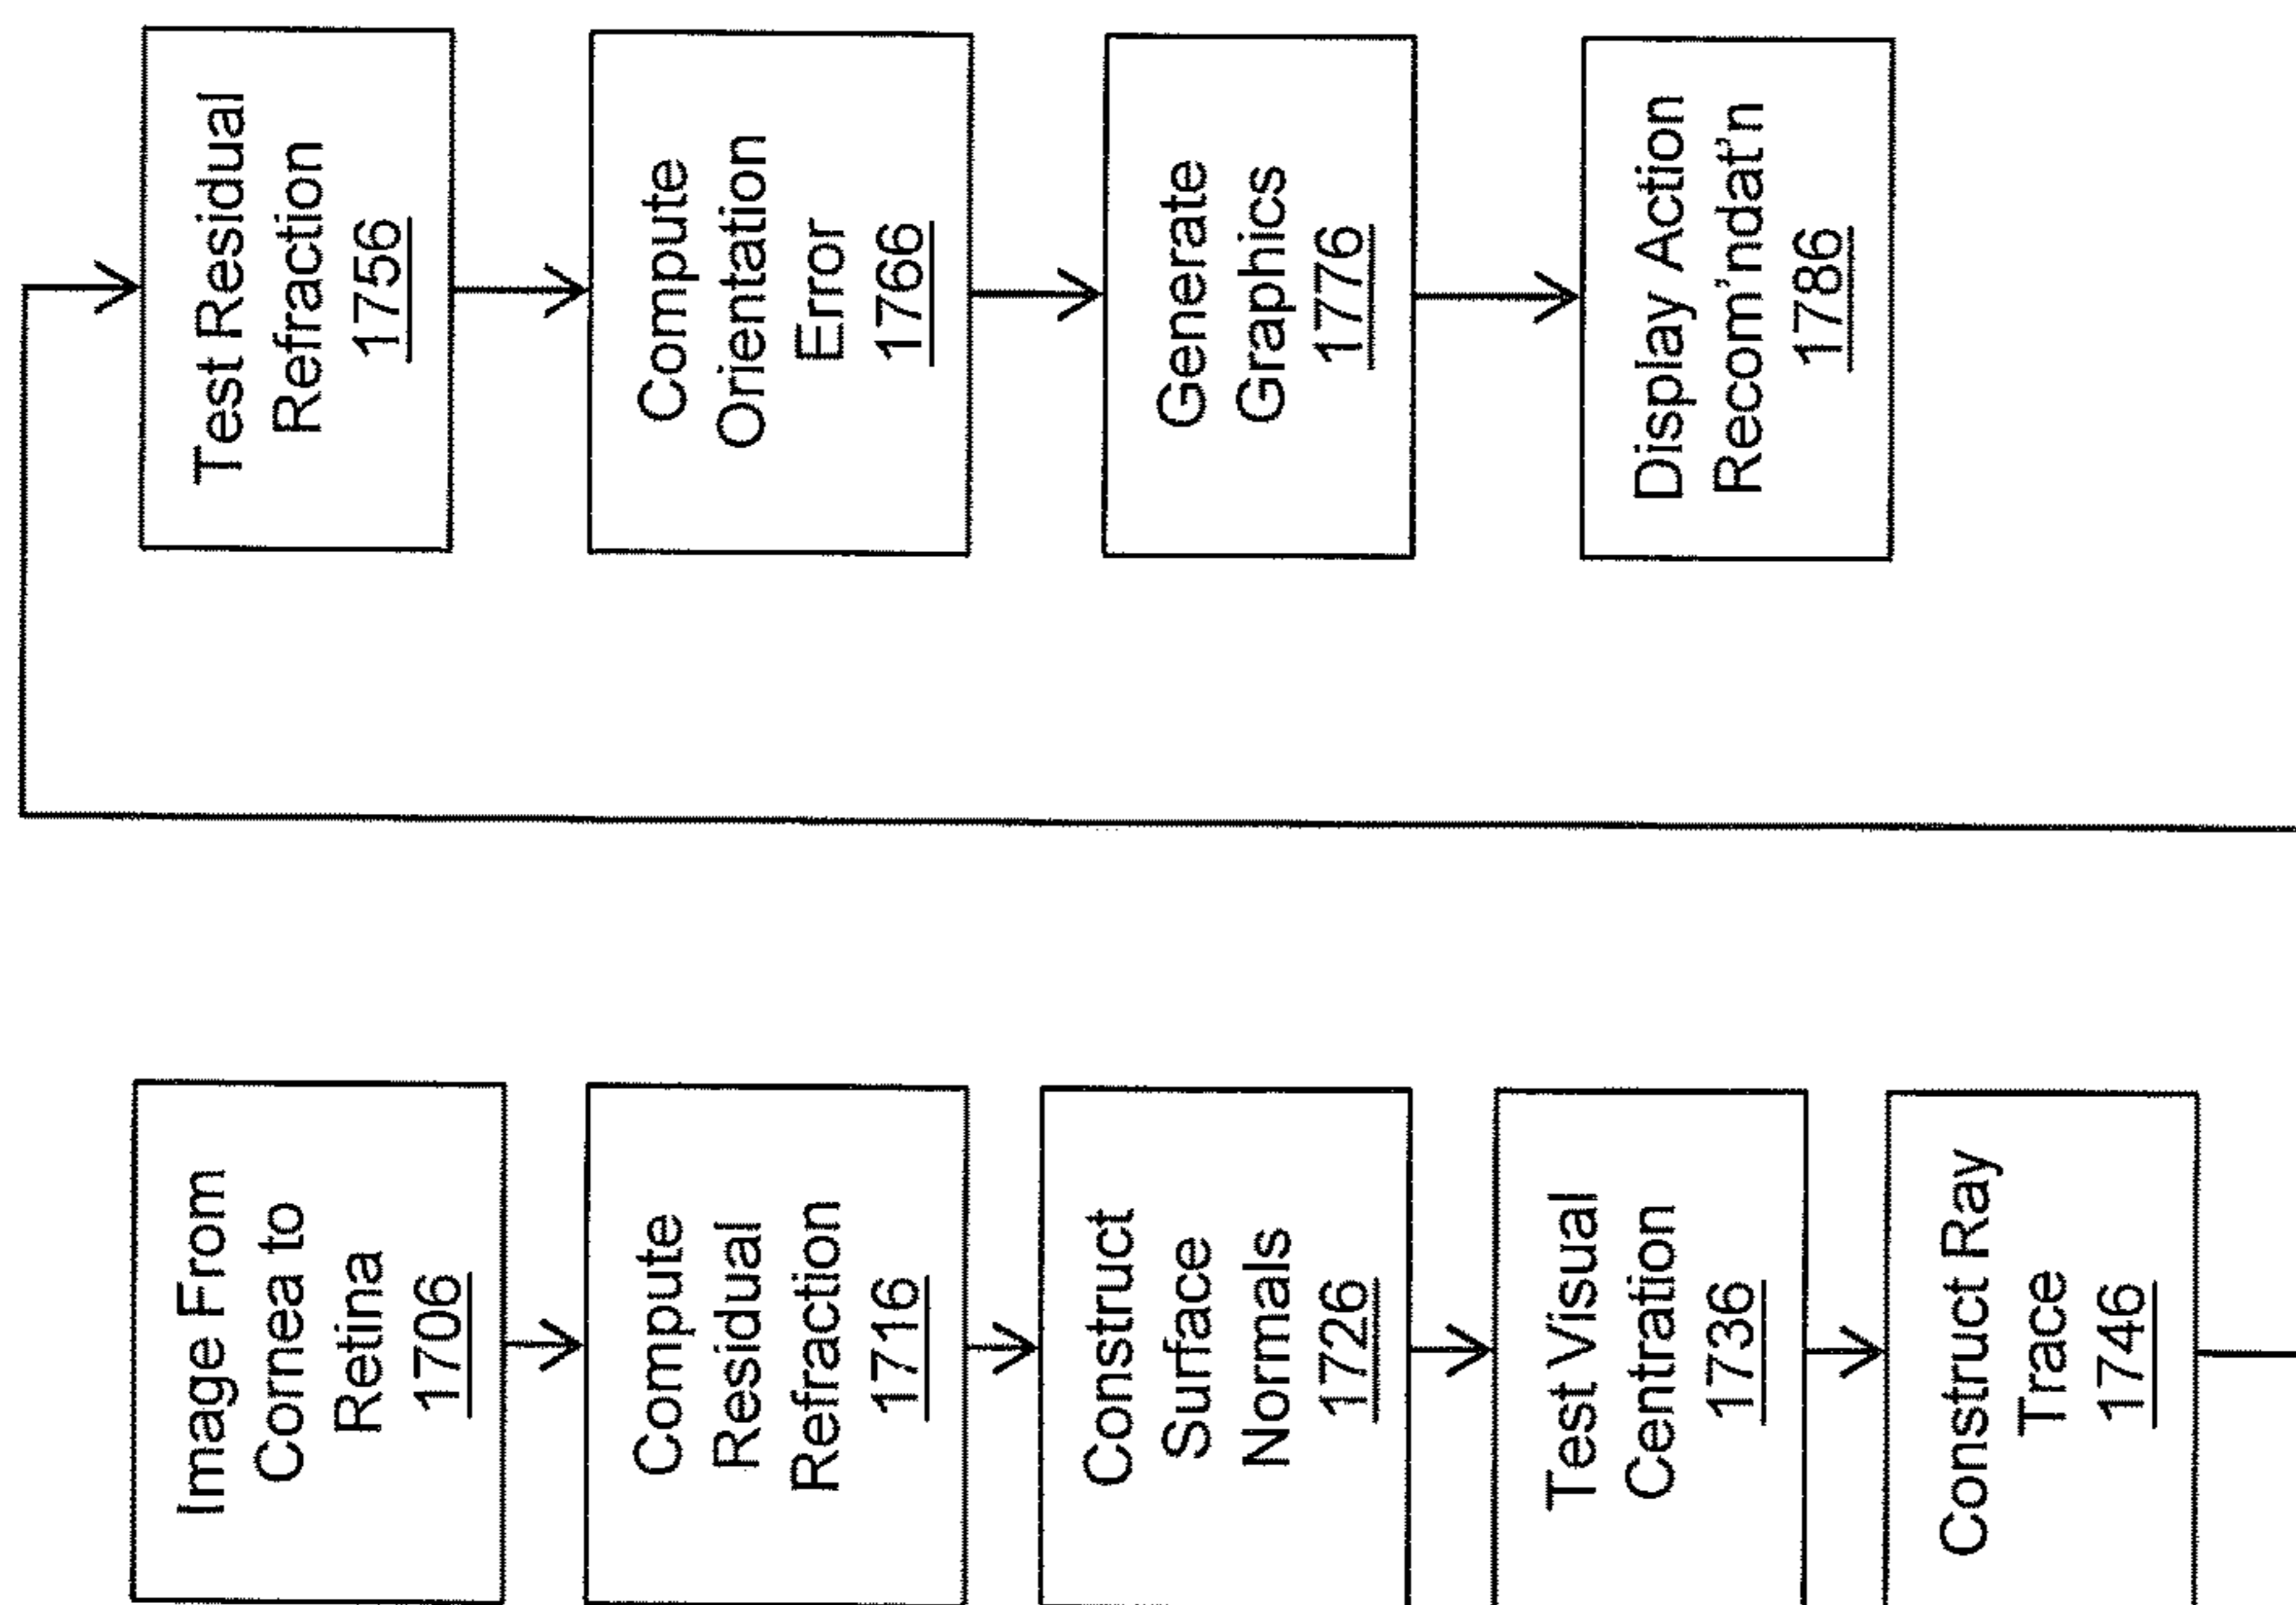 Image From
Cornea to
Retina
1706
Compute
Residual
Refraction
1716
Construct
Surface
Normals
1726
Test Visual
Centration
1736
Construct Ray
Trace
1746
Test Residual
Refraction
1756
Compute
Orientation
Error
1766
Generate
Graphics
1776
Display Action
Recom'ndat'n
1786